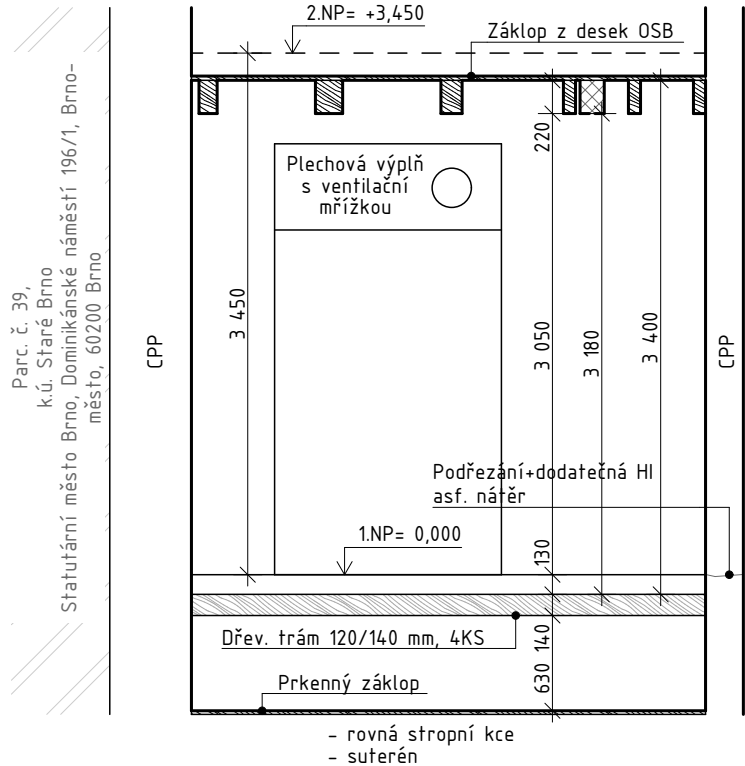 2.NP= +3,450
Záklop z desek OSB
220
Plechová výplň
s ventilační
mřížkou
3 450
3 050
3 180
3 400
CPP
CPP
Parc. č. 39,
k.ú. Staré Brno
Statutární město Brno, Dominikánské náměstí 196/1, Brno-
město, 60200 Brno
Podřezání+dodatečná HI
asf. nátěr
1.NP= 0,000
130
Dřev. trám 120/140 mm, 4KS
140
630
Prkenný záklop
- rovná stropní kce
- suterén